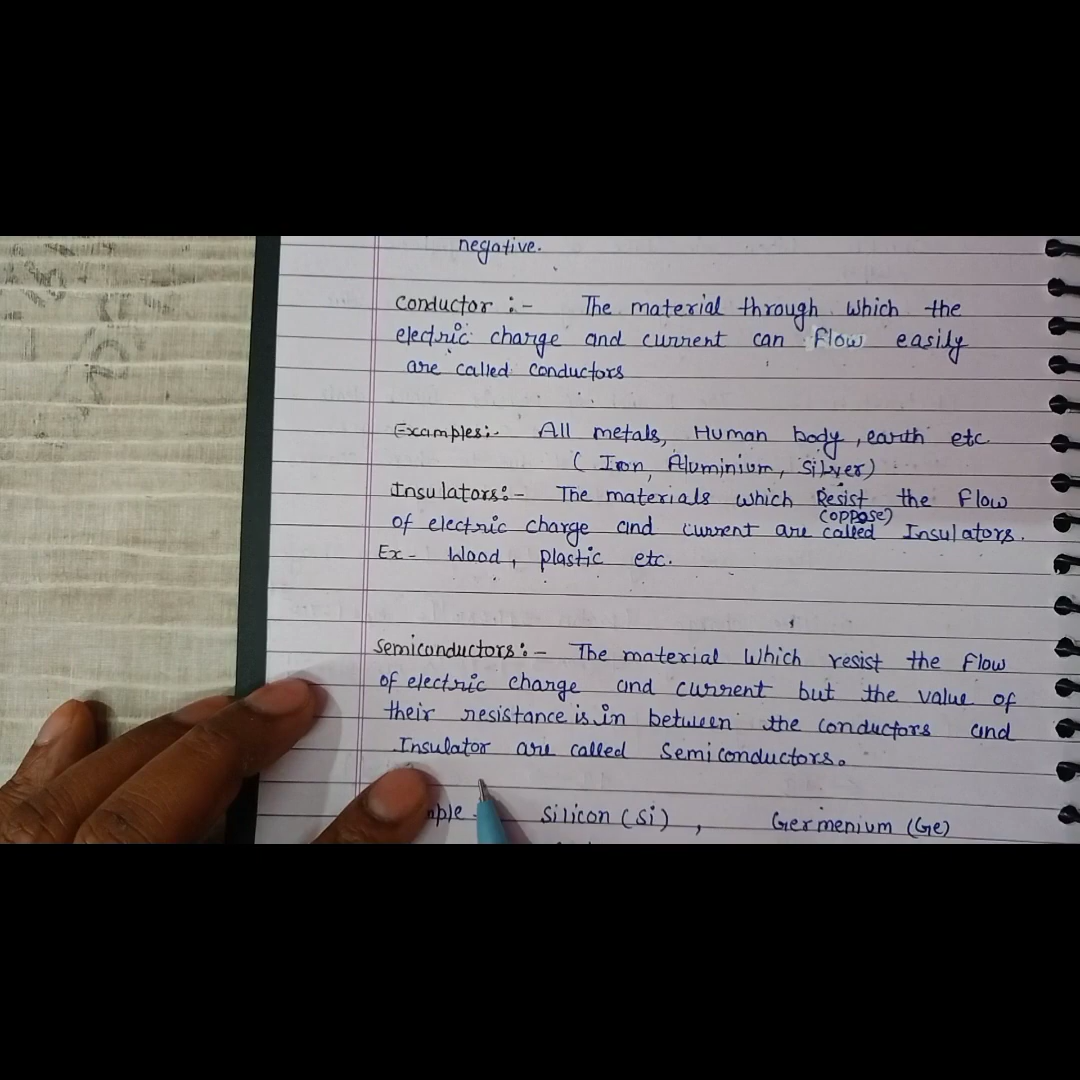 negative.
Conductor :- The material through which the
electric charge and current can flow easily
are called conductors
Examples:- All metals, Human body, earth etc
( Iron, Aluminium, Silver)
Insulators:- The materials which Resist the Flow
(oppose)
of electric charge and current are called Insulators.
Ex- Wood, plastic etc.
Semiconductors:- The material which resist the Flow
of electric charge and current but the value of
their resistance is in between the conductors and
Insulator are called Semiconductors.
mple - Silicon (Si), Germenium (Ge)